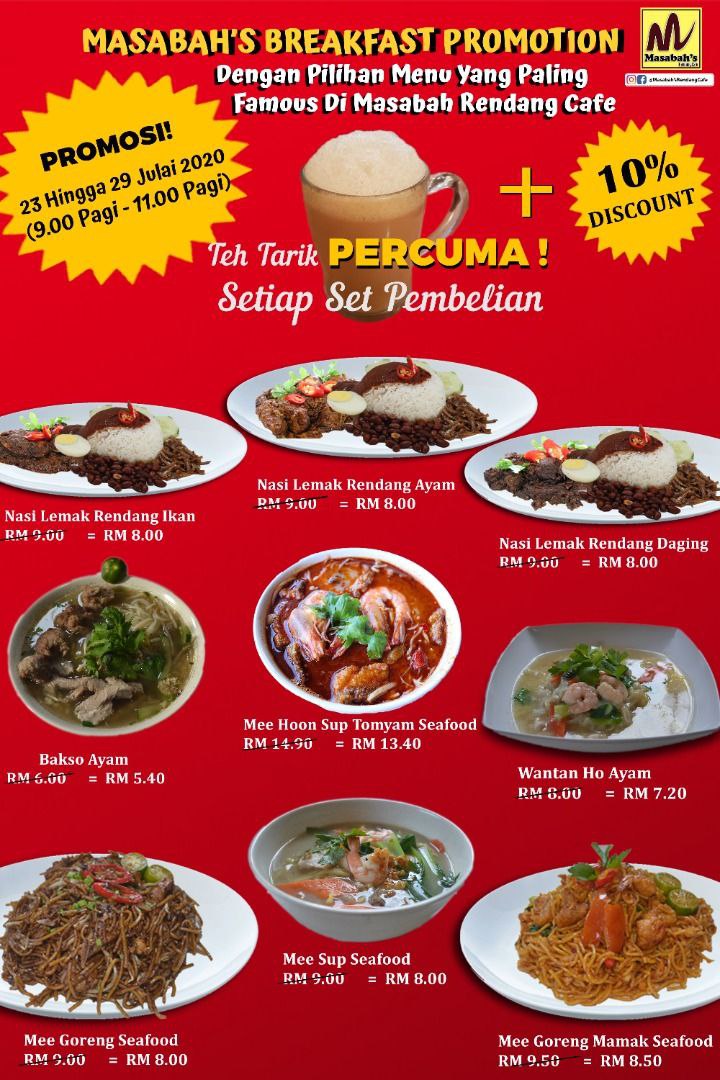 MASABAH'S BREAKFAST PROMOTION
Masabah's
@MasabahRendangCafe
Dengan Pilihan Menu Yang Paling
Famous Di Masabah Rendang Cafe
PROMOSI!
23 Hingga 29 Julai 2020
(9.00 Pagi - 11.00 Pagi)
+
10%
DISCOUNT
Teh Tarik PERCUMA !
Setiap Set Pembelian
Nasi Lemak Rendang Ikan
RM 9.00 = RM 8.00
Nasi Lemak Rendang Ayam
RM 9.00 = RM 8.00
Nasi Lemak Rendang Daging
RM 9.00 = RM 8.00
Bakso Ayam
RM 6.00 = RM 5.40
Mee Hoon Sup Tomyam Seafood
RM 14.90 = RM 13.40
Wantan Ho Ayam
RM 8.00 = RM 7.20
Mee Goreng Seafood
RM 9.00 = RM 8.00
Mee Sup Seafood
RM 9.00 = RM 8.00
Mee Goreng Mamak Seafood
RM 9.50 = RM 8.50